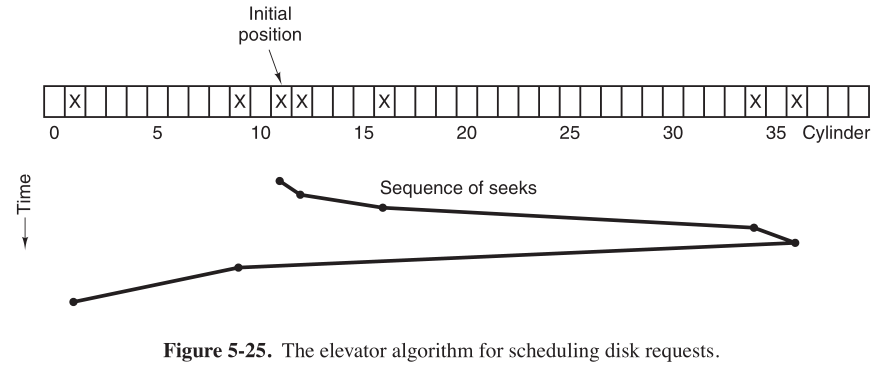 Initial
position
X X X X X X X
0 5 10 15 20 25 30 35 Cylinder
Sequence of seeks
Time
Figure 5-25. The elevator algorithm for scheduling disk requests.